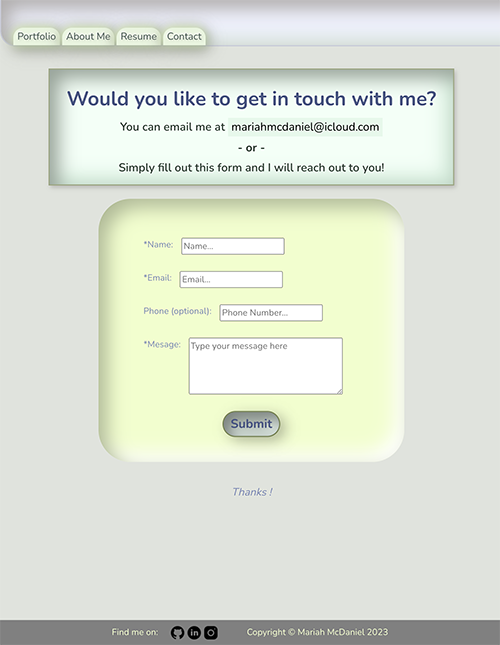 Portfolio About Me Resume Contact
Would you like to get in touch with me?
You can email me at mariahmcdaniel@icloud.com
- or -
Simply fill out this form and I will reach out to you!
*Name: Name...
*Email: Email...
Phone (optional): Phone Number...
*Mesage: Type your message here
Submit
Thanks !
Find me on: in Copyright © Mariah McDaniel 2023